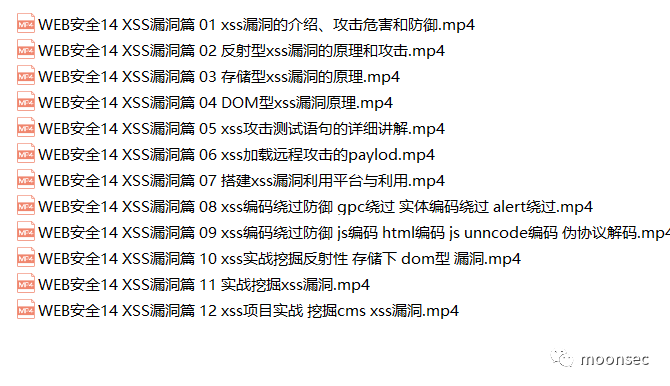 MP4 WEB安全14 XSS漏洞篇 01 xss漏洞的介绍、攻击危害和防御.mp4
MP4 WEB安全14 XSS漏洞篇 02 反射型xss漏洞的原理和攻击.mp4
MP4 WEB安全14 XSS漏洞篇 03 存储型xss漏洞的原理.mp4
MP4 WEB安全14 XSS漏洞篇 04 DOM型xss漏洞原理.mp4
MP4 WEB安全14 XSS漏洞篇 05 xss攻击测试语句的详细讲解.mp4
MP4 WEB安全14 XSS漏洞篇 06 xss加载远程攻击的paylod.mp4
MP4 WEB安全14 XSS漏洞篇 07 搭建xss漏洞利用平台与利用.mp4
MP4 WEB安全14 XSS漏洞篇 08 xss编码绕过防御 gpc绕过 实体编码绕过 alert绕过.mp4
MP4 WEB安全14 XSS漏洞篇 09 xss编码绕过防御 js编码 html编码 js unncode编码 伪协议解码.mp4
MP4 WEB安全14 XSS漏洞篇 10 xss实战挖掘反射性 存储下 dom型 漏洞.mp4
MP4 WEB安全14 XSS漏洞篇 11 实战挖掘xss漏洞.mp4
MP4 WEB安全14 XSS漏洞篇 12 xss项目实战 挖掘cms xss漏洞.mp4
moonsec